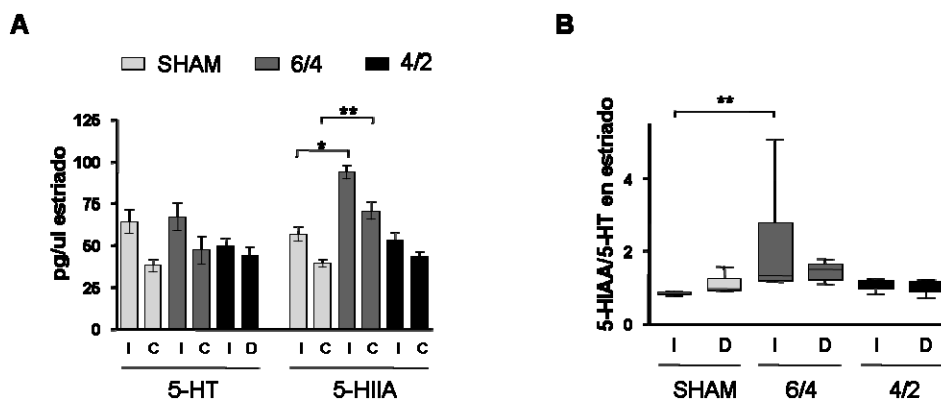 A
SHAM 6/4 4/2
pg/ul estriado
125
100
75
50
25
0
* **
I C I C I D I C I C I C
5-HT 5-HIIA
B
5-HIAA/5-HT en estriado
4
2
0
**
I D I D I D
SHAM 6/4 4/2